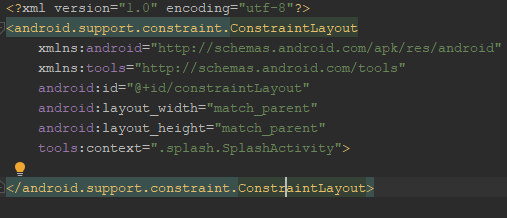 <?xml version="1.0" encoding="utf-8"?>
<android.support.constraint.ConstraintLayout
xmlns:android="http://schemas.android.com/apk/res/android"
xmlns:tools="http://schemas.android.com/tools"
android:id="@+id/constraintLayout"
android:layout_width="match_parent"
android:layout_height="match_parent"
tools:context=".splash.SplashActivity">
</android.support.constraint.ConstraintLayout>